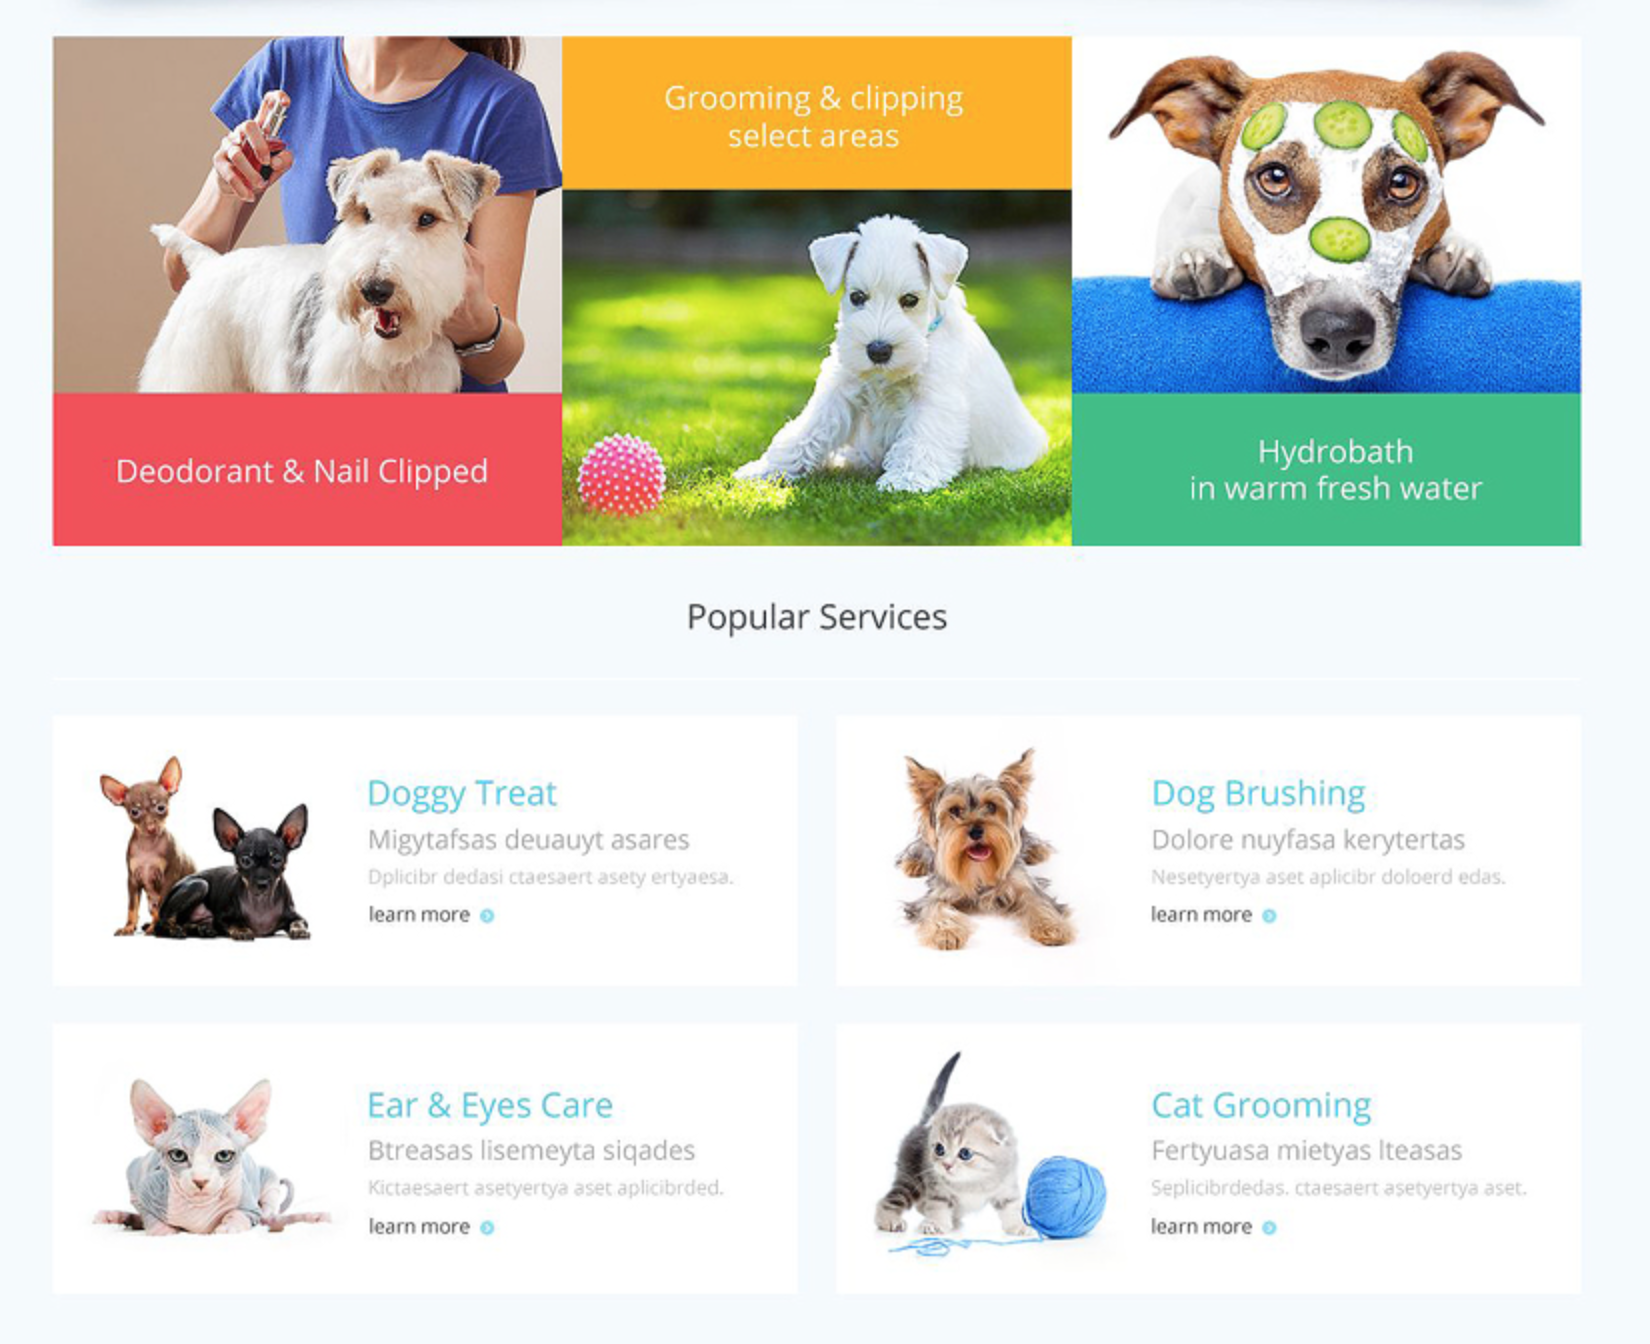 Grooming & clipping
select areas
Deodorant & Nail Clipped
Hydrobath
in warm fresh water
Popular Services
Doggy Treat
Migytafsas deuauyt asares
Dplicibr dedasi ctaesaert asety ertyaesa.
learn more
Dog Brushing
Dolore nuyfasa kerytertas
Nesetyertya aset aplicibr doloerd edas.
learn more
Ear & Eyes Care
Btreasas lisemeyta siqades
Kictaesaert asetyertya aset aplicibrded.
learn more
Cat Grooming
Fertyuasa mietyas lteasas
Seplicibrdedas. ctaesaert asetyertya aset.
learn more